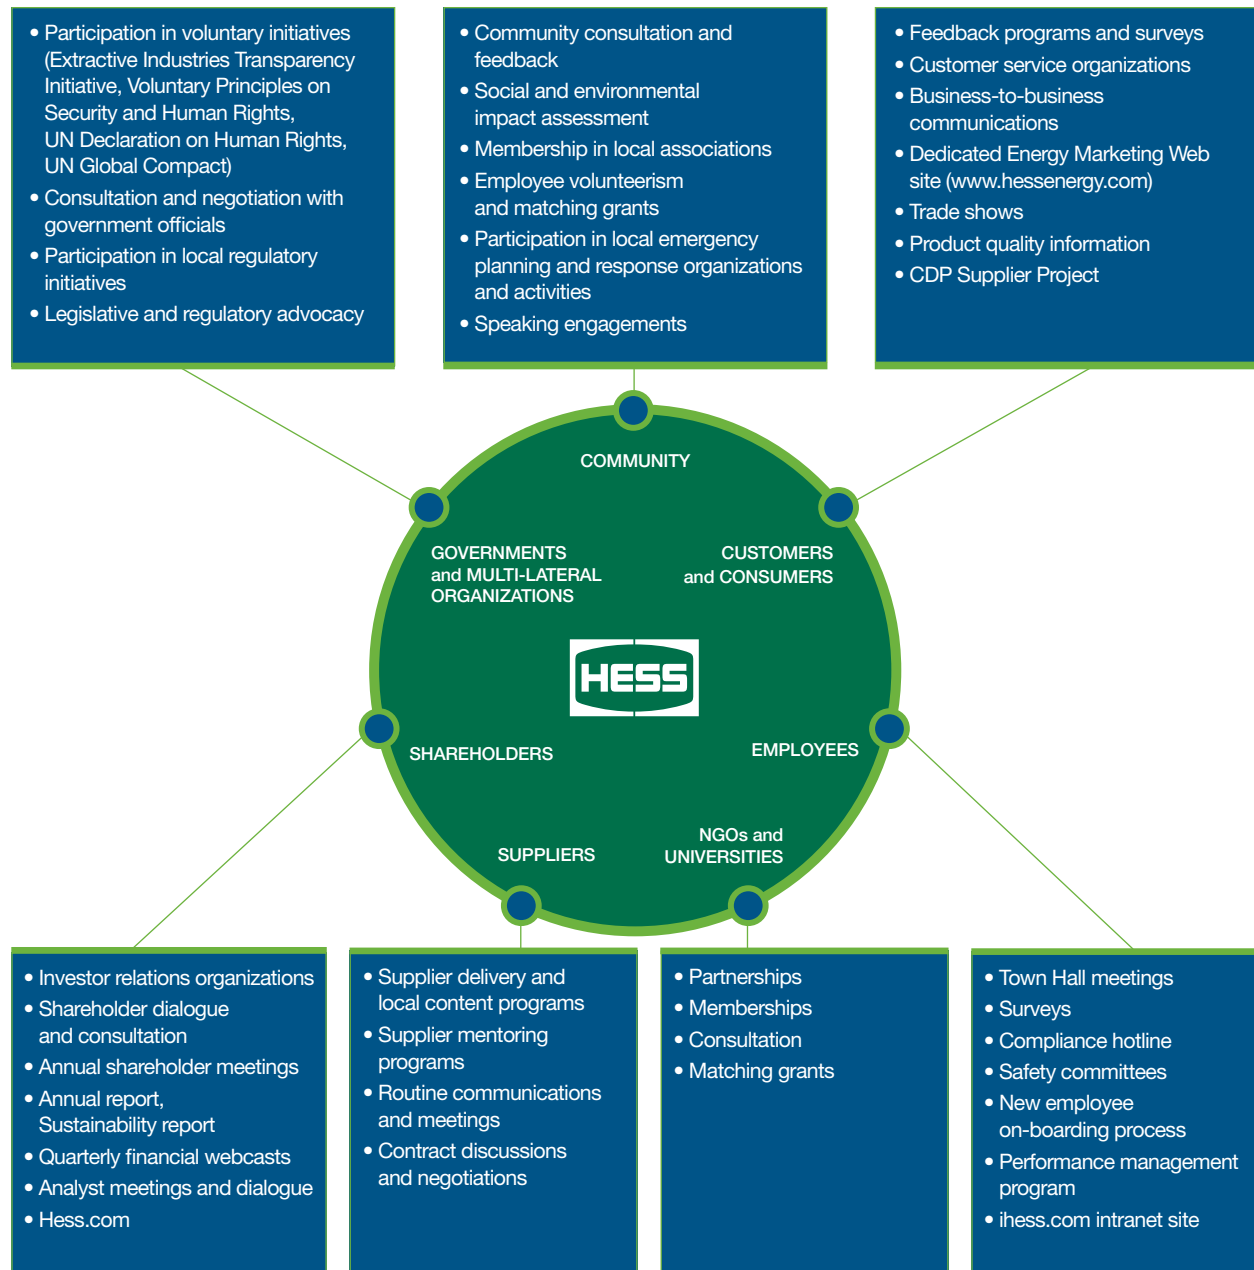 • Participation in voluntary initiatives
(Extractive Industries Transparency
Initiative, Voluntary Principles on
Security and Human Rights,
UN Declaration on Human Rights,
UN Global Compact)
• Consultation and negotiation with
government officials
• Participation in local regulatory
initiatives
• Legislative and regulatory advocacy
• Community consultation and
feedback
• Social and environmental
impact assessment
• Membership in local associations
• Employee volunteerism
and matching grants
• Participation in local emergency
planning and response organizations
and activities
• Speaking engagements
• Feedback programs and surveys
• Customer service organizations
• Business-to-business
communications
• Dedicated Energy Marketing Web
site (www.hessenergy.com)
• Trade shows
• Product quality information
• CDP Supplier Project
COMMUNITY
GOVERNMENTS
and MULTI-LATERAL
ORGANIZATIONS
CUSTOMERS
and CONSUMERS
HESS
SHAREHOLDERS
EMPLOYEES
SUPPLIERS
NGOs and
UNIVERSITIES
• Investor relations organizations
• Shareholder dialogue
and consultation
• Annual shareholder meetings
• Annual report,
Sustainability report
• Quarterly financial webcasts
• Analyst meetings and dialogue
• Hess.com
• Supplier delivery and
local content programs
• Supplier mentoring
programs
• Routine communications
and meetings
• Contract discussions
and negotiations
• Partnerships
• Memberships
• Consultation
• Matching grants
• Town Hall meetings
• Surveys
• Compliance hotline
• Safety committees
• New employee
on-boarding process
• Performance management
program
• ihess.com intranet site